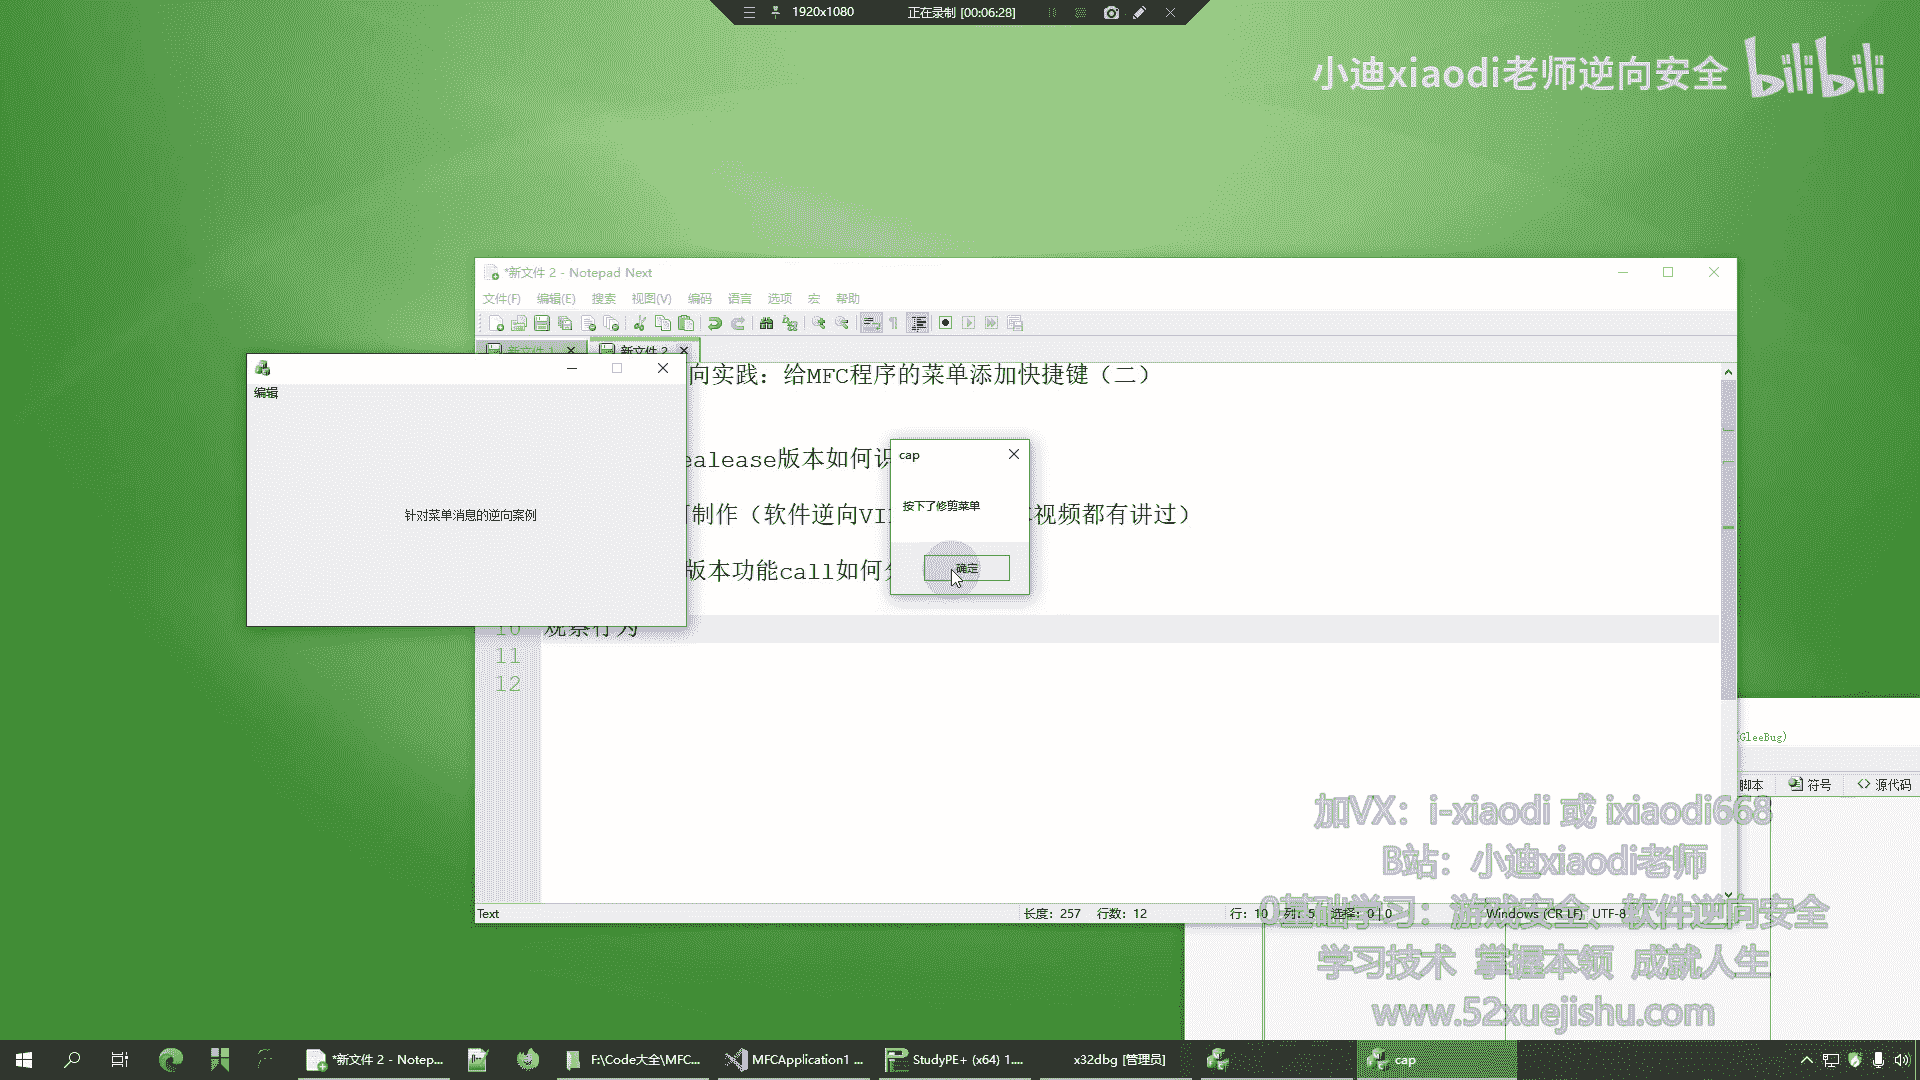 1920x1080
正在录制 [00:06:28]
小迪xiaodi老师逆向安全 bilibili
*新文件 2 - Notepad Next
文件(F) 编辑(E) 搜索 视图(V) 编码 语言 选项 宏 帮助
新文件 1 新文件 2
向实践：给MFC程序的菜单添加快捷键（二）
编辑
ealease版本如何识
cap
按下了修剪菜单
针对菜单消息的逆向案例
制作（软件逆向VI
视频都有讲过）
版本功能call如何
确定
10 观察行为
11
12
GleeBug)
脚本 符号 源代码
加VX：i-xiaodi 或 ixiaodi668
B站：小迪xiaodi老师
0基础学习：游戏安全、软件逆向安全
学习技术 掌握本领 成就人生
www.52xuejishu.com
Text 长度：257 行数：12 行：10 列：5 选择：0 | 0 Windows (CR LF) UTF-8
*新文件 2 - Notep... F:\Code大全\MFC... MFCApplication1 ... StudyPE+ (x64) 1.... x32dbg [管理员] cap